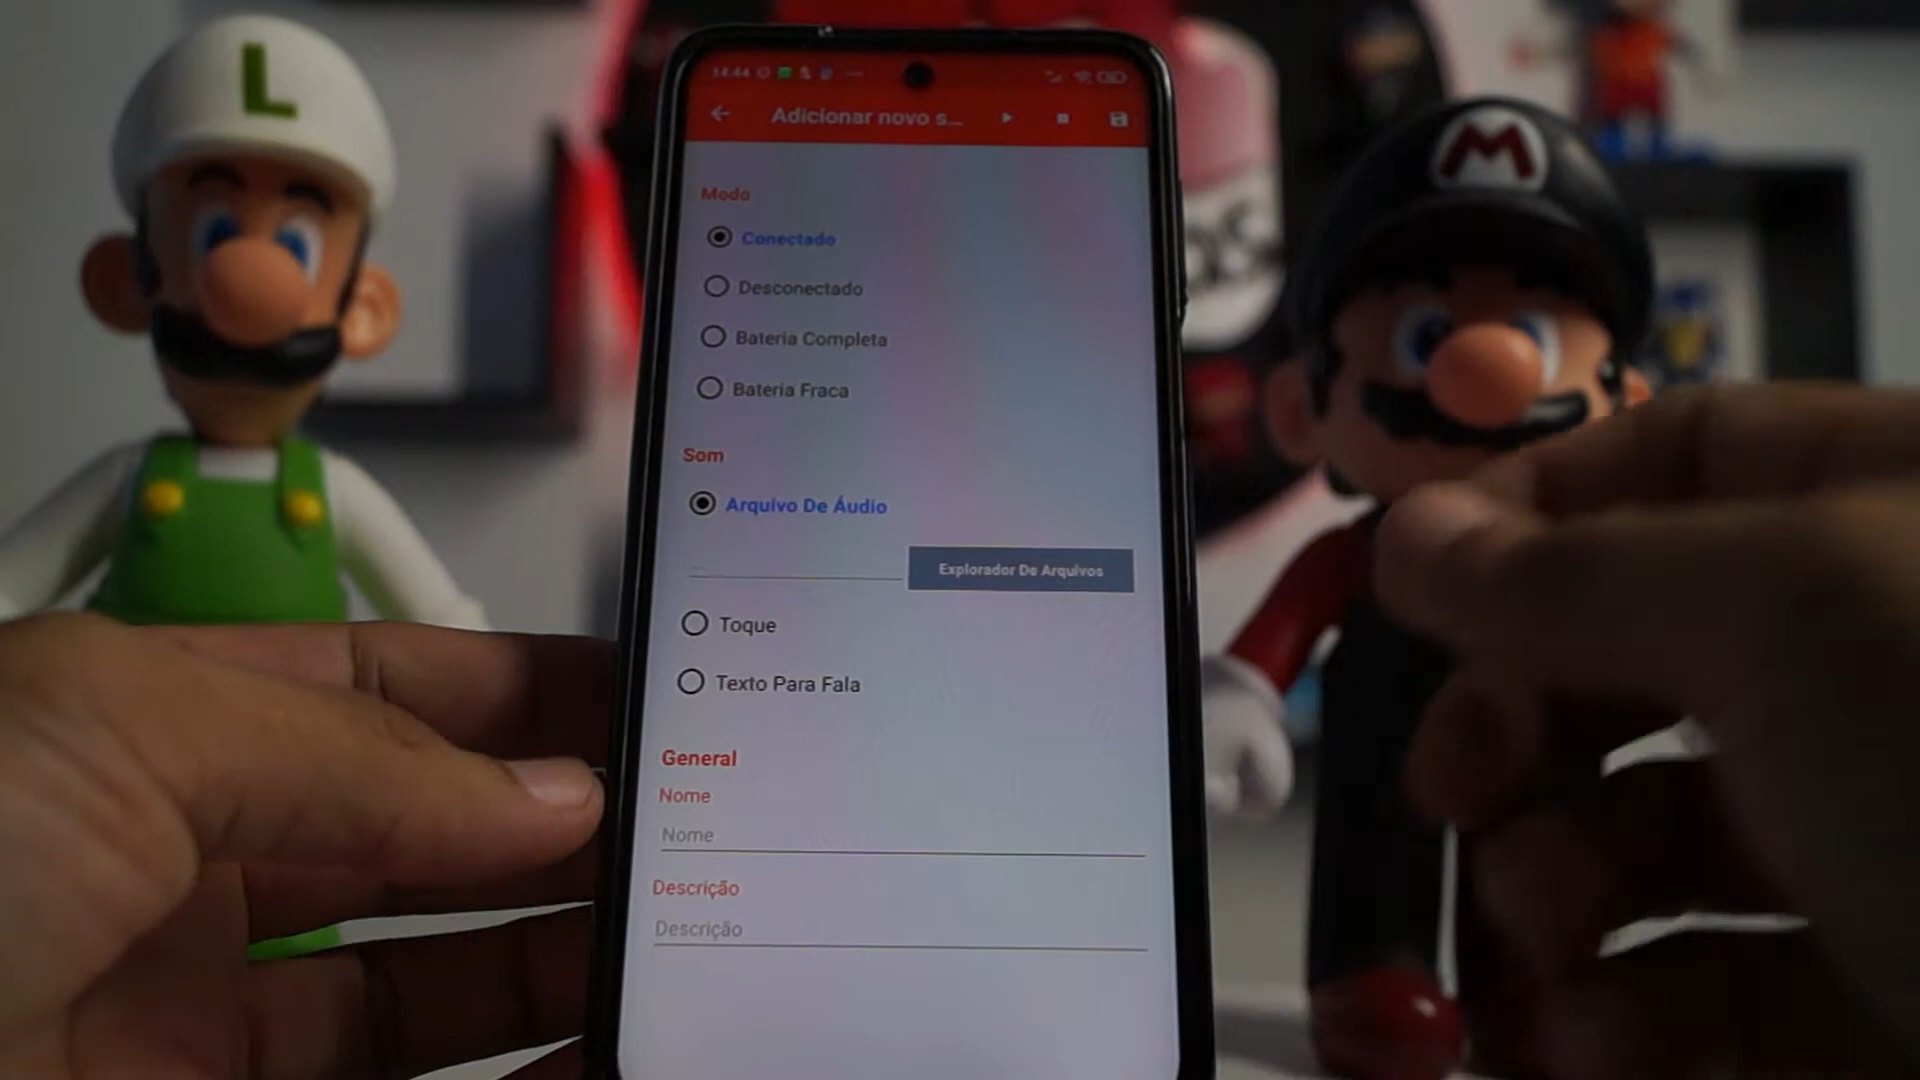 L
M
14:44
Adicionar novo s...
Modo
Conectado
Desconectado
Bateria Completa
Bateria Fraca
Som
Arquivo De Áudio
Explorador De Arquivos
Toque
Texto Para Fala
General
Nome
Nome
Descrição
Descrição